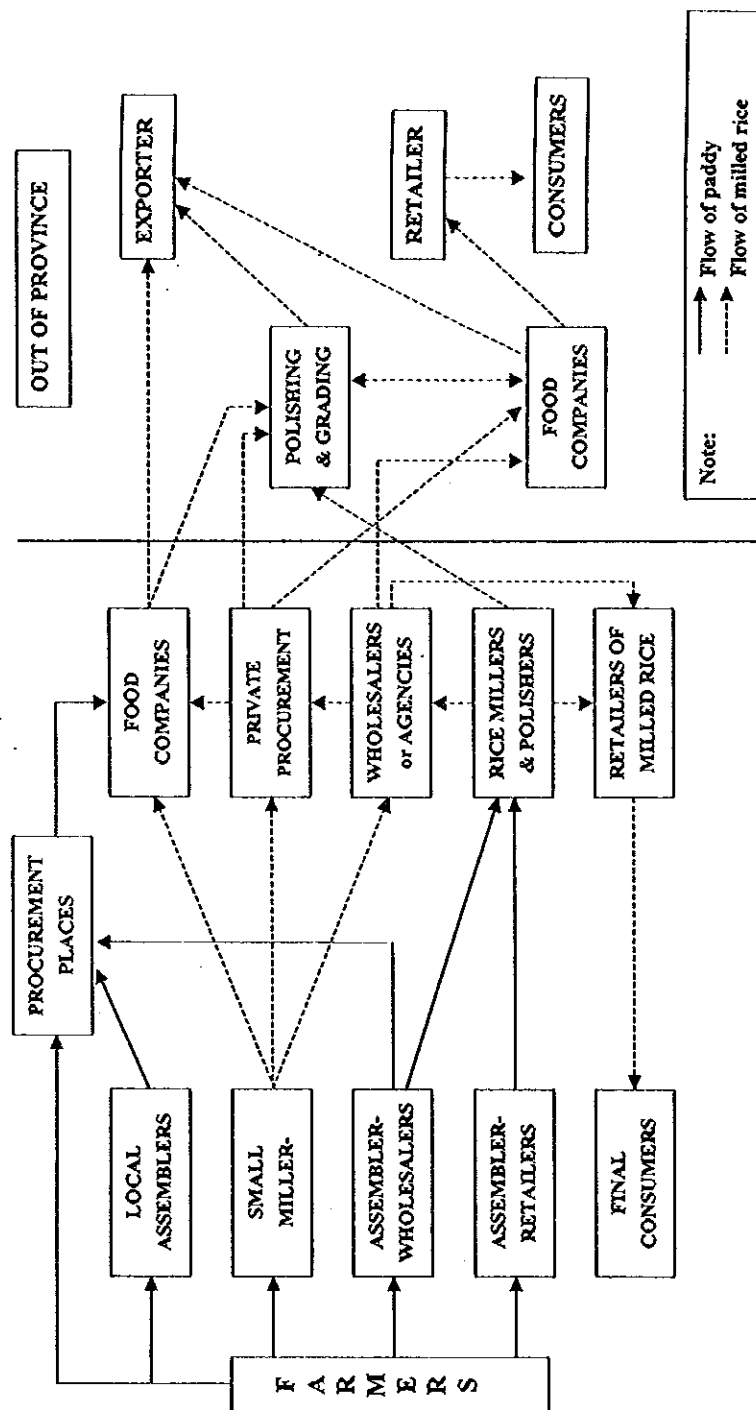 OUT OF PROVINCE
PROCUREMENT
PLACES
EXPORTER
LOCAL
ASSEMBLERS
FOOD
COMPANIES
POLISHING
& GRADING
SMALL
MILLER-
PRIVATE
PROCUREMENT
ASSEMBLER-
WHOLESALERS
WHOLESALERS
or AGENCIES
RETAILER
ASSEMBLER-
RETAILERS
RICE MILLERS
& POLISHERS
FOOD
COMPANIES
CONSUMERS
FINAL
CONSUMERS
RETAILERS OF
MILLED RICE
F
A
R
M
E
R
S
Note:
Flow of paddy
Flow of milled rice